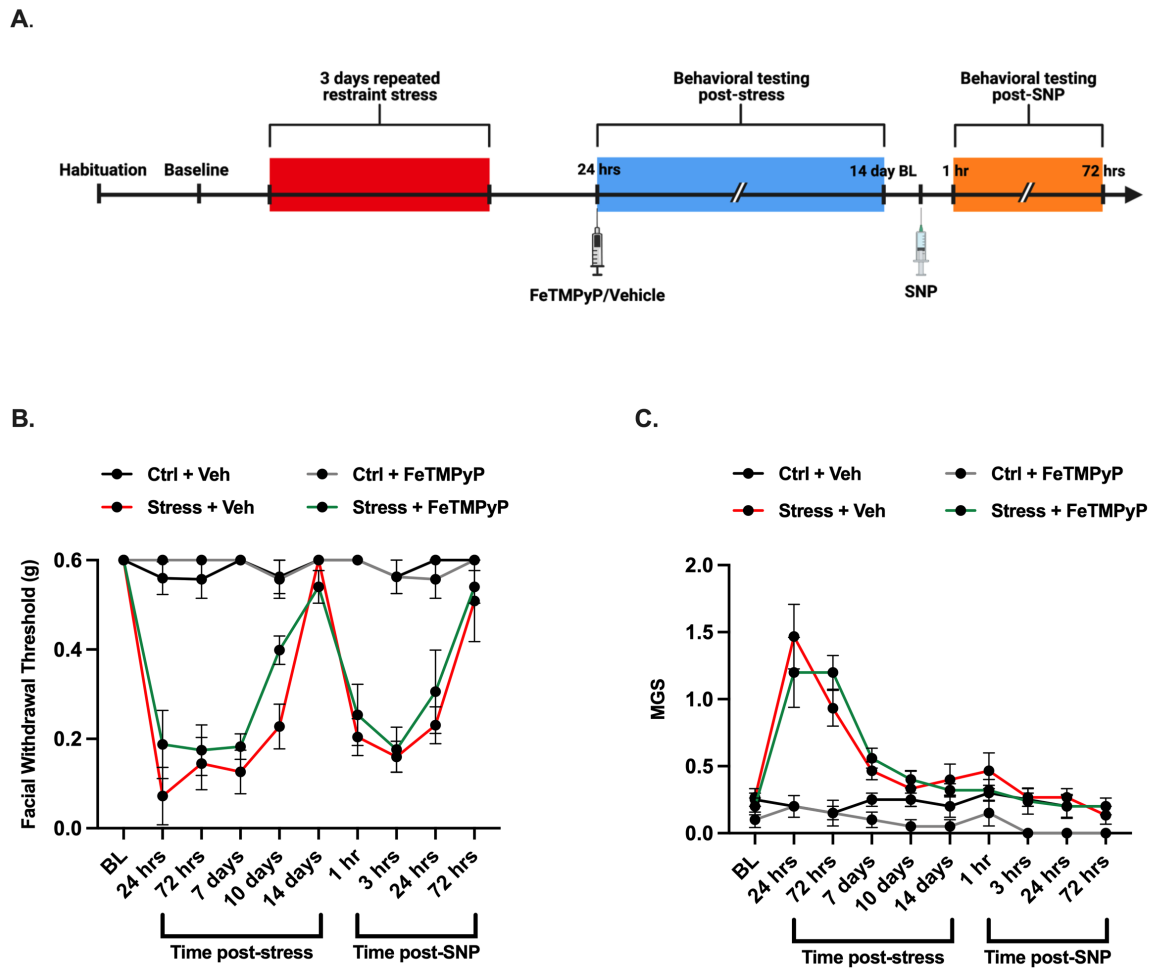 A.
3 days repeated
restraint stress
Behavioral testing
post-stress
Behavioral testing
post-SNP
Habituation
Baseline
24 hrs
14 day BL
1 hr
72 hrs
FeTMPyP/Vehicle
SNP
B.
Ctrl + Veh
Ctrl + FeTMPyP
Stress + Veh
Stress + FeTMPyP
Facial Withdrawal Threshold (g)
0.6
0.4
0.2
0.0
BL
24 hrs
72 hrs
7 days
10 days
14 days
1 hr
3 hrs
24 hrs
72 hrs
Time post-stress
Time post-SNP
C.
Ctrl + Veh
Ctrl + FeTMPyP
Stress + Veh
Stress + FeTMPyP
MGS
2.0
1.5
1.0
0.5
0.0
BL
24 hrs
72 hrs
7 days
10 days
14 days
1 hr
3 hrs
24 hrs
72 hrs
Time post-stress
Time post-SNP